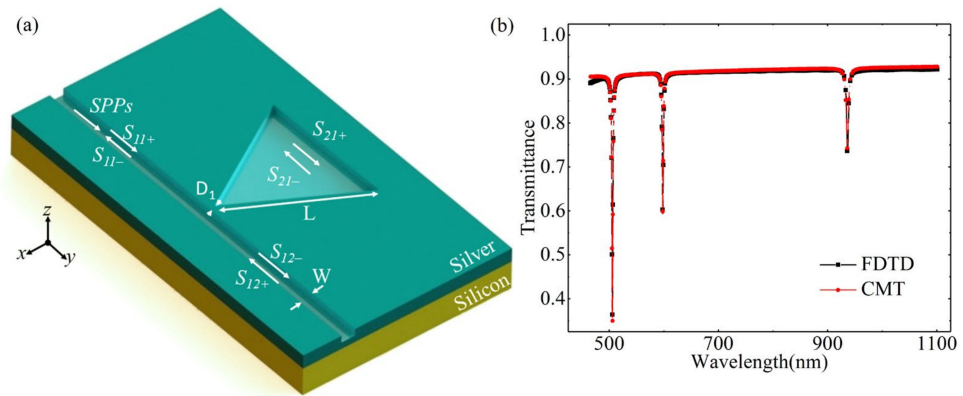 (a)
SPPs
S11+
S11−
S21+
S21−
D1
L
S12−
S12+
W
z
x
y
Silver
Silicon
(b)
1.0
0.9
0.8
0.7
0.6
0.5
0.4
Transmittance
FDTD
CMT
500 700 900 1100
Wavelength(nm)